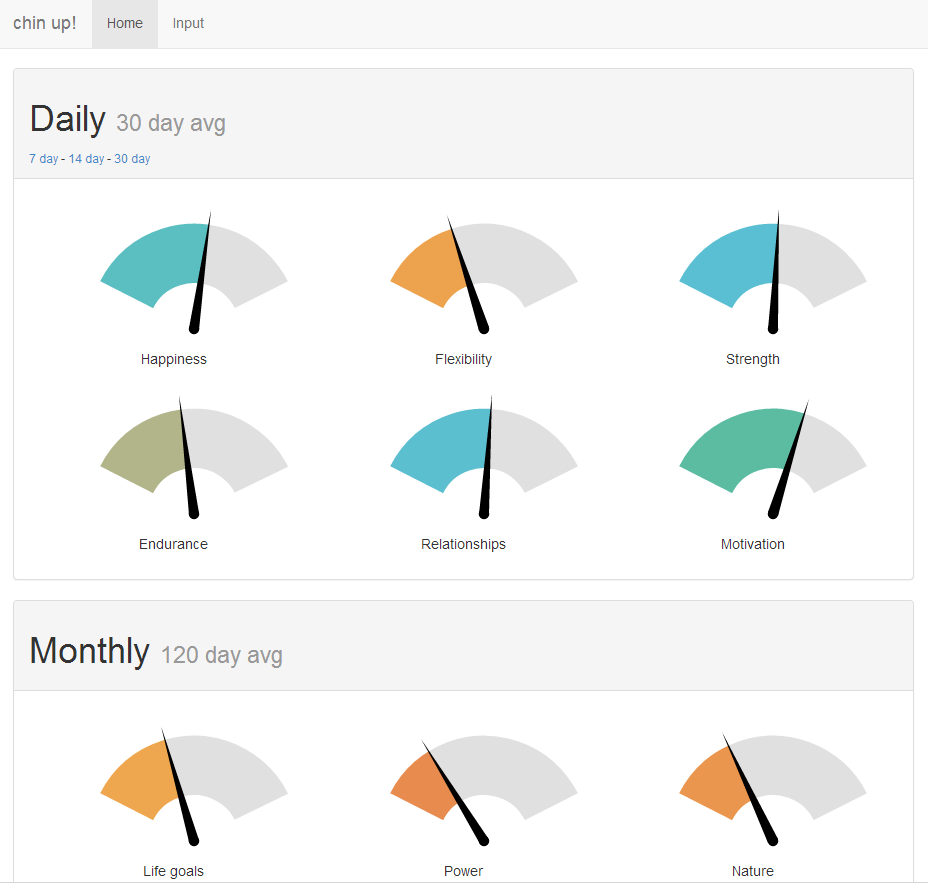 chin up! Home Input
Daily 30 day avg
7 day - 14 day - 30 day
Happiness Flexibility Strength
Endurance Relationships Motivation
Monthly 120 day avg
Life goals Power Nature